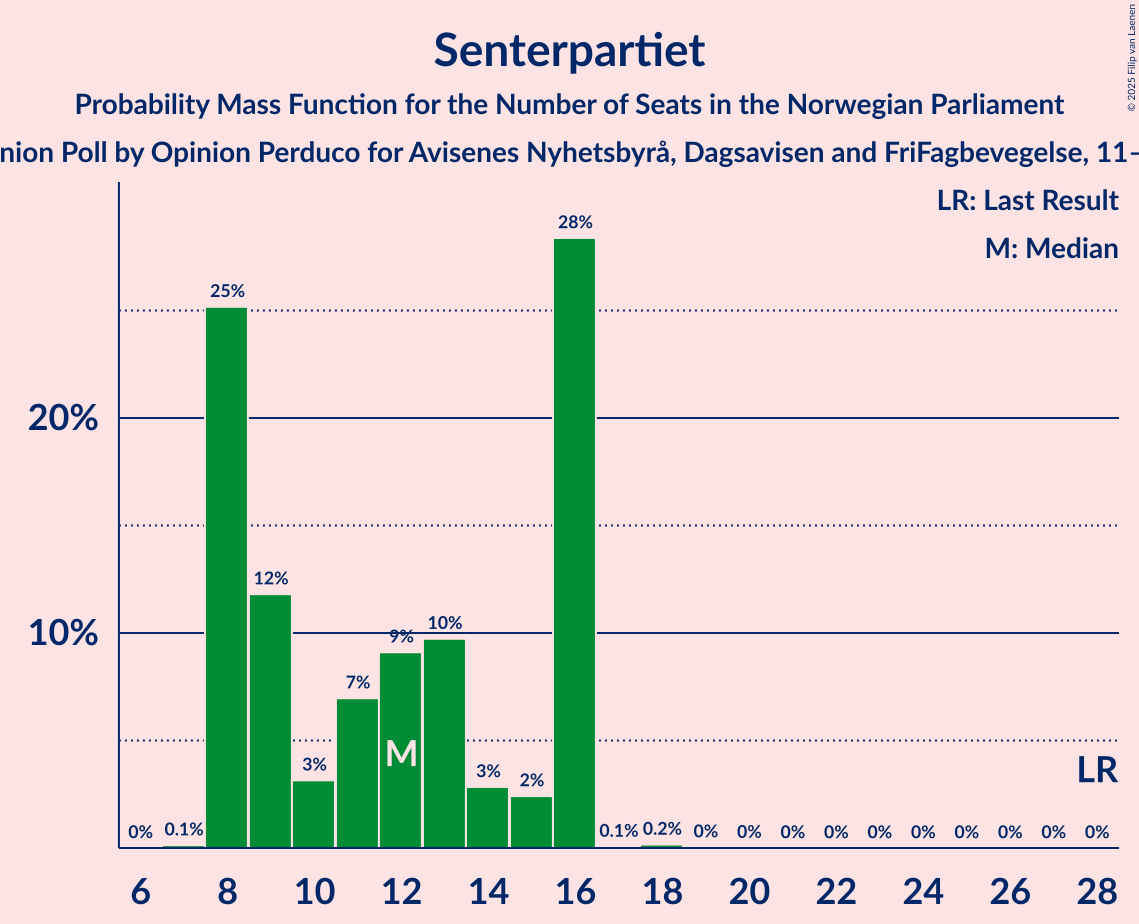 Senterpartiet
Probability Mass Function for the Number of Seats in the Norwegian Parliament
Poll by Opinion Perduco for Avisenes Nyhetsbyrå, Dagsavisen and FriFagbevegelse, 11–
© 2025 Filip van Laenen
LR: Last Result
M: Median
28%
25%
20%
12%
10%
9%
10%
7%
M
3%
3%
2%
LR
0% 0.1% 0.1% 0.2% 0% 0% 0% 0% 0% 0% 0% 0% 0% 0%
6 8 10 12 14 16 18 20 22 24 26 28